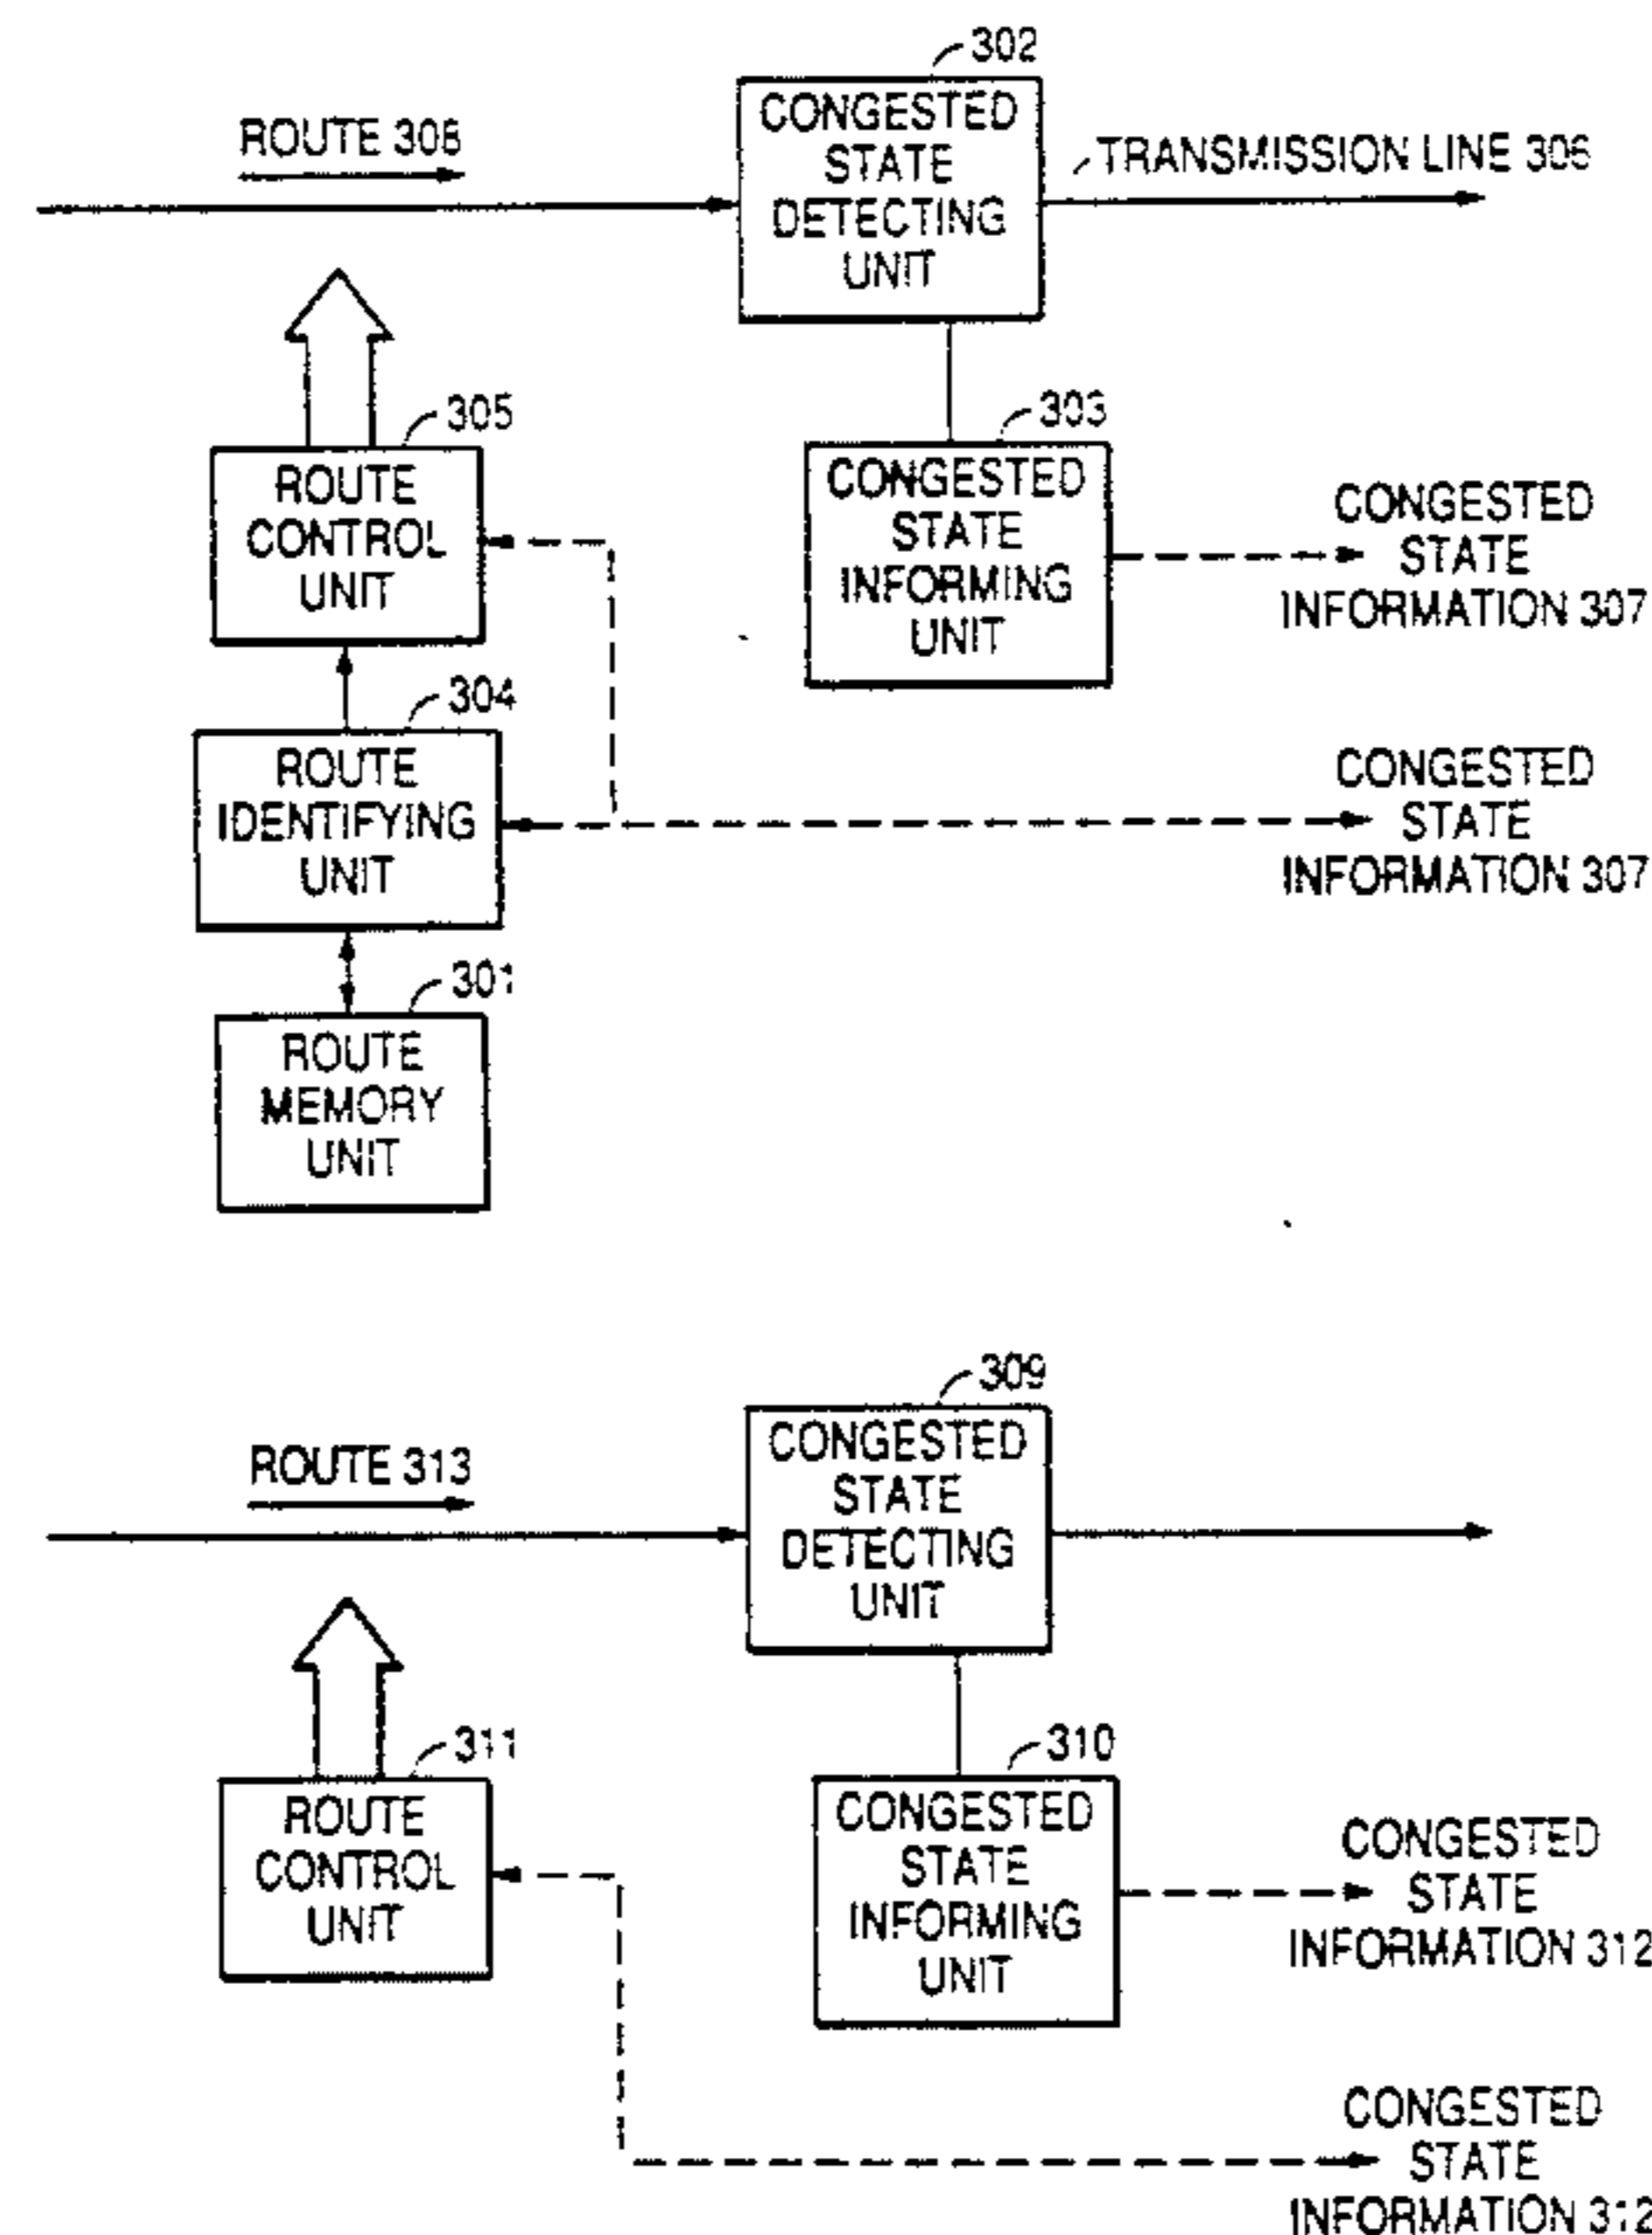 302
CONGESTED
STATE
DETECTING
UNIT
ROUTE 308
TRANSMISSION LINE 306
305
ROUTE
CONTROL
UNIT
303
CONGESTED
STATE
INFORMING
UNIT
CONGESTED
STATE
INFORMATION 307
304
ROUTE
IDENTIFYING
UNIT
CONGESTED
STATE
INFORMATION 307
301
ROUTE
MEMORY
UNIT
309
CONGESTED
STATE
DETECTING
UNIT
ROUTE 313
311
ROUTE
CONTROL
UNIT
310
CONGESTED
STATE
INFORMING
UNIT
CONGESTED
STATE
INFORMATION 312
CONGESTED
STATE
INFORMATION 312